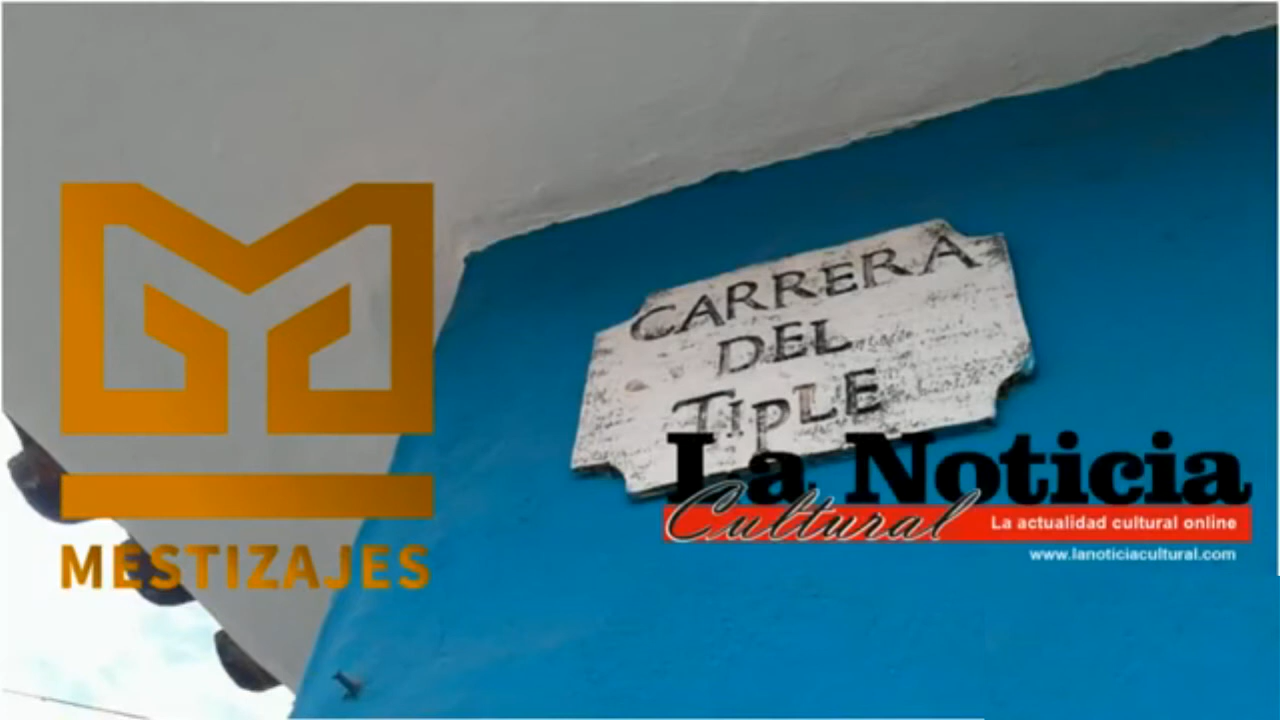 CARRERA
DEL
TIPLE
MESTIZAJES
La Noticia
Cultural
La actualidad cultural online
www.lanoticiacultural.com